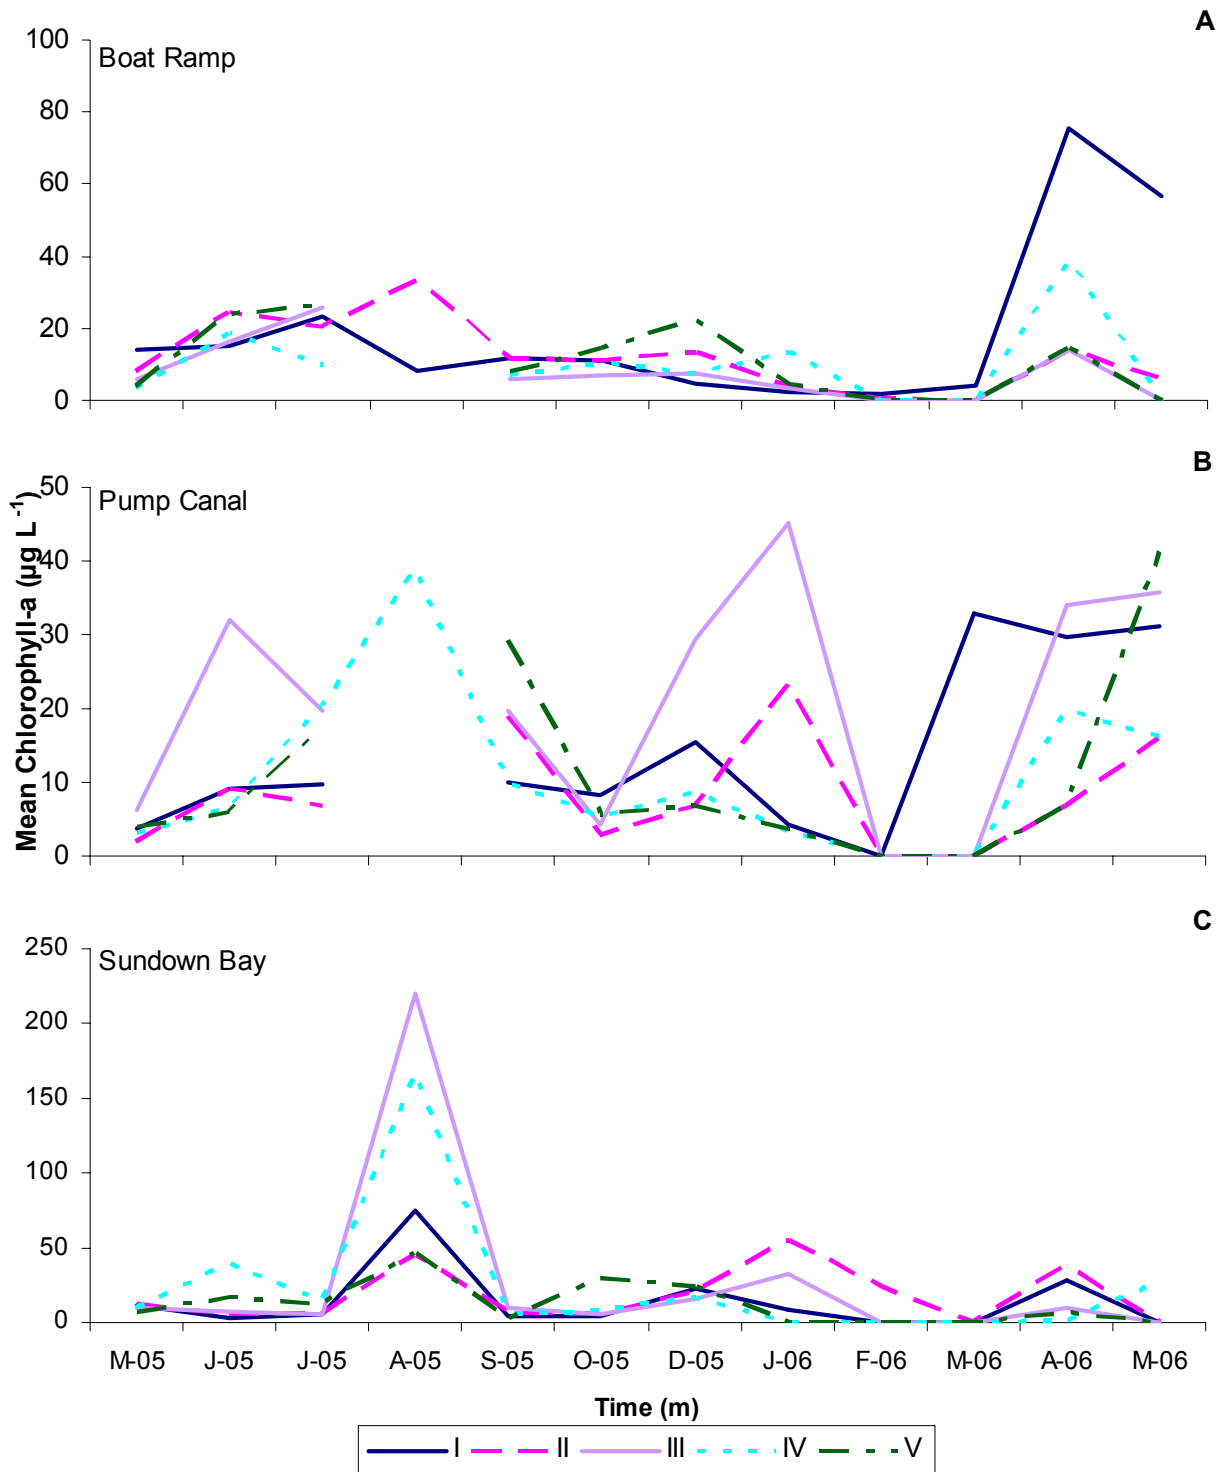 A
100
80
60
40
20
0
Boat Ramp
B
50
40
30
20
10
0
Pump Canal
Mean Chlorophyll-a (µg L-1)
C
250
200
150
100
50
0
Sundown Bay
M-05 J-05 J-05 A-05 S-05 O-05 D-05 J-06 F-06 M-06 A-06 M-06
Time (m)
I II III IV V